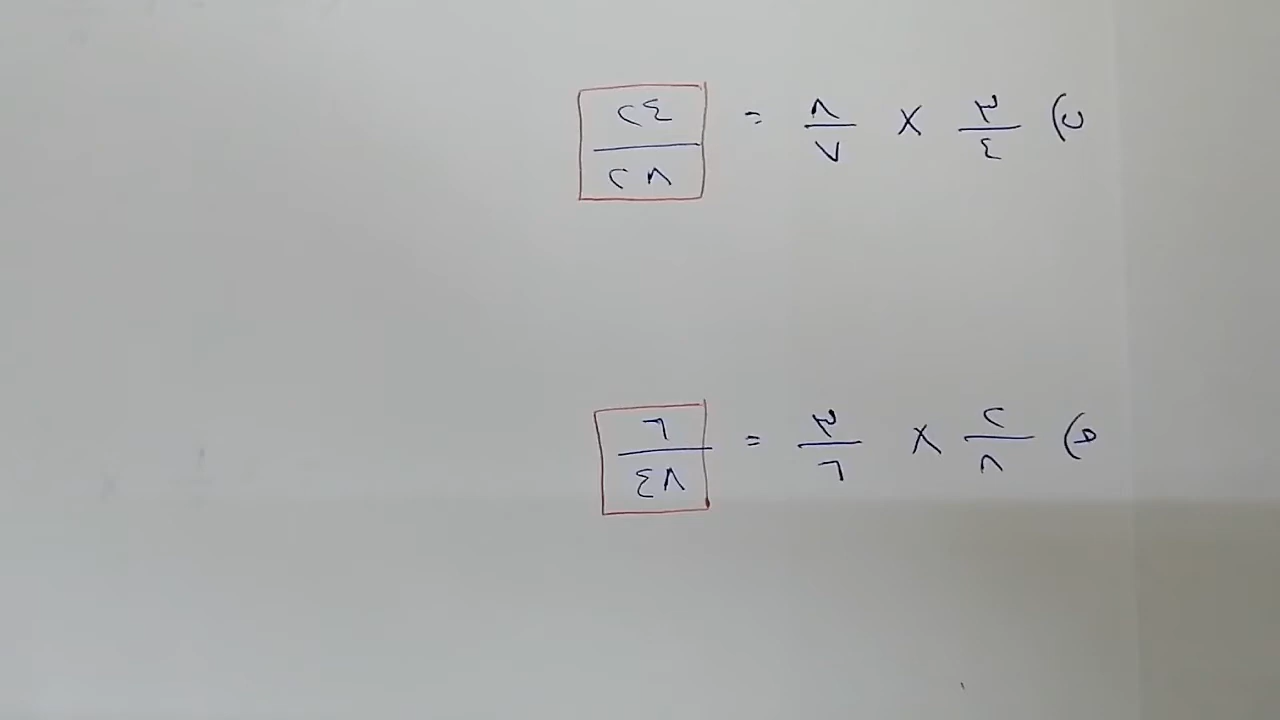 د) ٣/٤ × ٨/٧ = ٢٤/٢٨
ه) ٢/٨ × ٣/٦ = ٦/٤٨